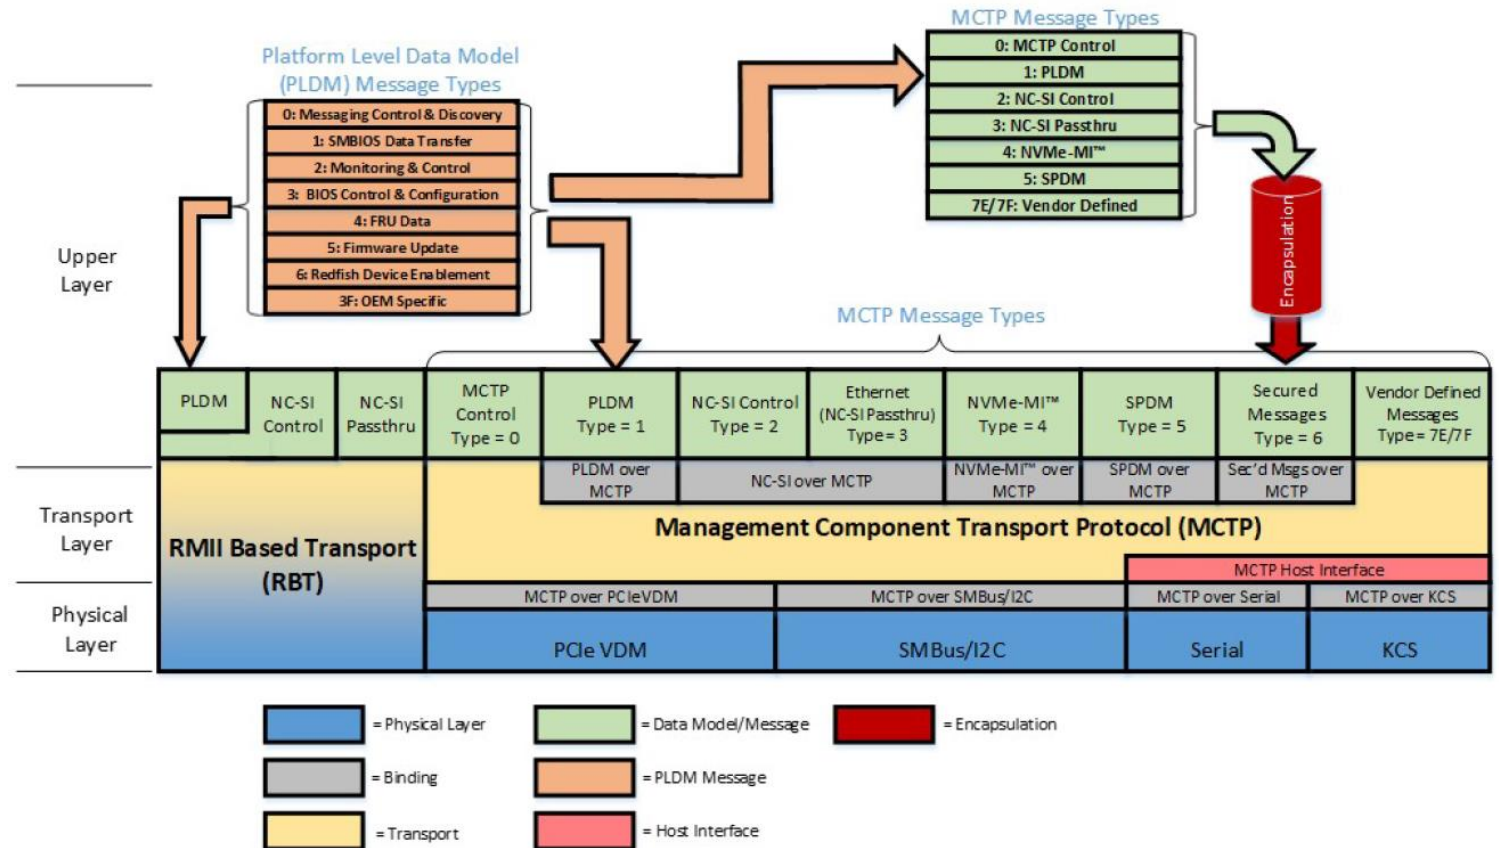 MCTP Message Types
0: MCTP Control
1: PLDM
2: NC-SI Control
3: NC-SI Passthru
4: NVMe-MI™
5: SPDM
7E/7F: Vendor Defined
Platform Level Data Model
(PLDM) Message Types
0: Messaging Control & Discovery
1: SMBIOS Data Transfer
2: Monitoring & Control
3: BIOS Control & Configuration
4: FRU Data
5: Firmware Update
6: Redfish Device Enablement
3F: OEM Specific
Encapsulation
Upper
Layer
MCTP Message Types
PLDM
NC-SI
Control
NC-SI
Passthru
MCTP
Control
Type = 0
PLDM
Type = 1
NC-SI Control
Type = 2
Ethernet
(NC-SI Passthru)
Type = 3
NVMe-MI™
Type = 4
SPDM
Type = 5
Secured
Messages
Type = 6
Vendor Defined
Messages
Type = 7E/7F
Transport
Layer
PLDM over
MCTP
NC-SI over MCTP
NVMe-MI™ over
MCTP
SPDM over
MCTP
Sec'd Msgs over
MCTP
RMII Based Transport
(RBT)
Management Component Transport Protocol (MCTP)
MCTP Host Interface
Physical
Layer
MCTP over PCIeVDM
MCTP over SMBus/I2C
MCTP over Serial
MCTP over KCS
PCIe VDM
SMBus/I2C
Serial
KCS
= Physical Layer
= Data Model/Message
= Encapsulation
= Binding
= PLDM Message
= Transport
= Host Interface